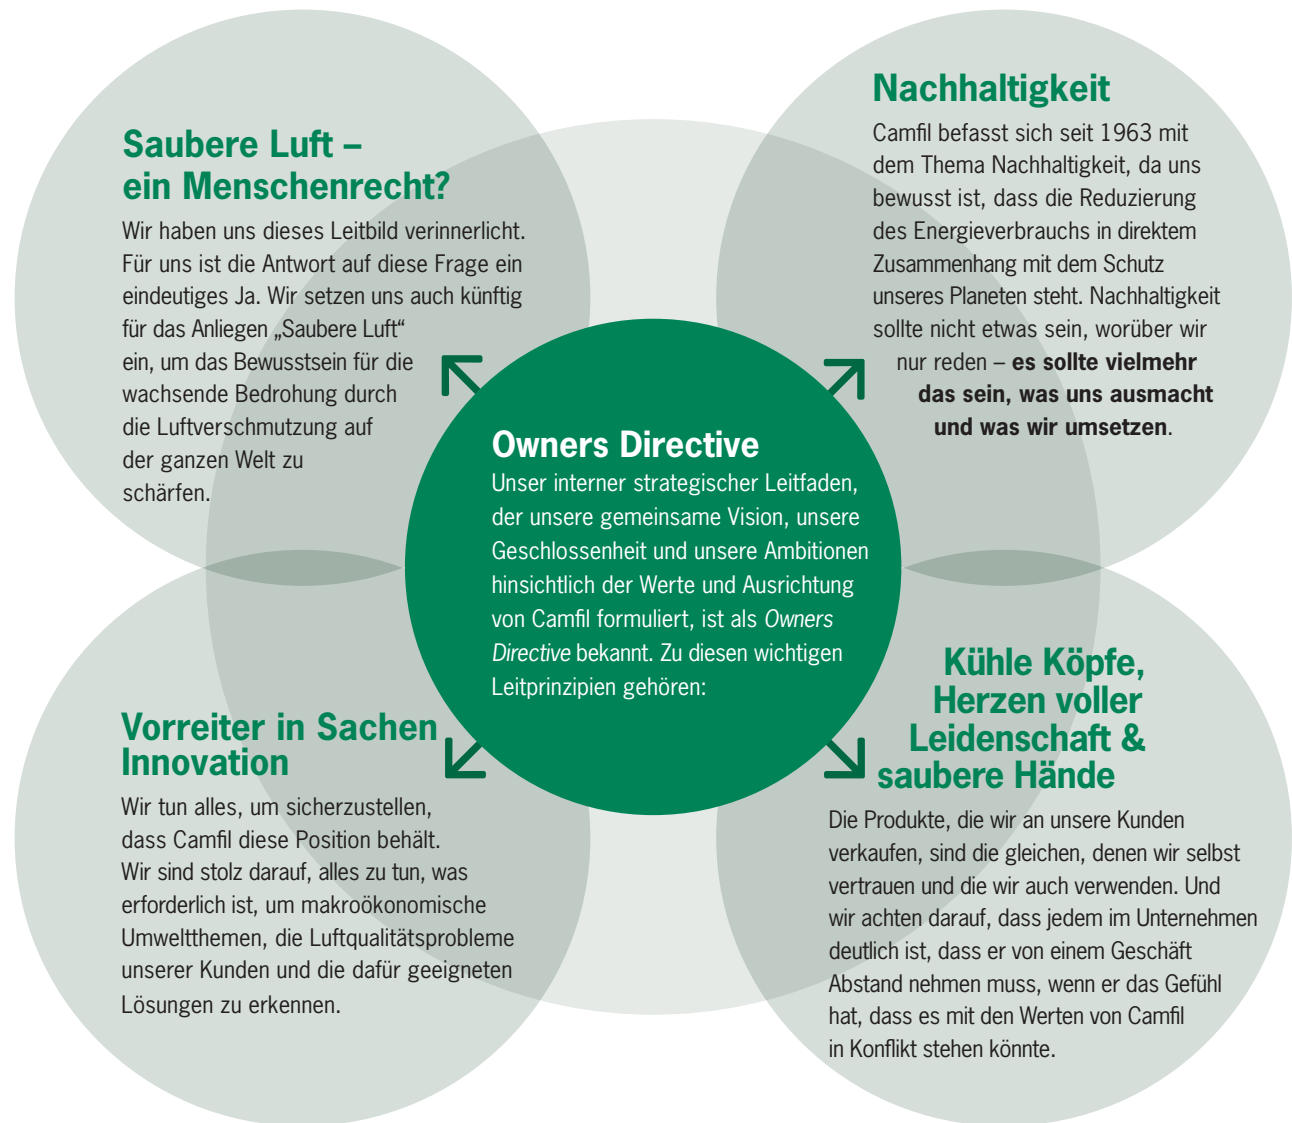 Saubere Luft –
ein Menschenrecht?
Wir haben uns dieses Leitbild verinnerlicht.
Für uns ist die Antwort auf diese Frage ein
eindeutiges Ja. Wir setzen uns auch künftig
für das Anliegen „Saubere Luft“
ein, um das Bewusstsein für die
wachsende Bedrohung durch
die Luftverschmutzung auf
der ganzen Welt zu
schärfen.
Nachhaltigkeit
Camfil befasst sich seit 1963 mit
dem Thema Nachhaltigkeit, da uns
bewusst ist, dass die Reduzierung
des Energieverbrauchs in direktem
Zusammenhang mit dem Schutz
unseres Planeten steht. Nachhaltigkeit
sollte nicht etwas sein, worüber wir
nur reden – es sollte vielmehr
das sein, was uns ausmacht
und was wir umsetzen.
Owners Directive
Unser interner strategischer Leitfaden,
der unsere gemeinsame Vision, unsere
Geschlossenheit und unsere Ambitionen
hinsichtlich der Werte und Ausrichtung
von Camfil formuliert, ist als Owners
Directive bekannt. Zu diesen wichtigen
Leitprinzipien gehören:
Vorreiter in Sachen
Innovation
Wir tun alles, um sicherzustellen,
dass Camfil diese Position behält.
Wir sind stolz darauf, alles zu tun, was
erforderlich ist, um makroökonomische
Umweltthemen, die Luftqualitätsprobleme
unserer Kunden und die dafür geeigneten
Lösungen zu erkennen.
Kühle Köpfe,
Herzen voller
Leidenschaft &
saubere Hände
Die Produkte, die wir an unsere Kunden
verkaufen, sind die gleichen, denen wir selbst
vertrauen und die wir auch verwenden. Und
wir achten darauf, dass jedem im Unternehmen
deutlich ist, dass er von einem Geschäft
Abstand nehmen muss, wenn er das Gefühl
hat, dass es mit den Werten von Camfil
in Konflikt stehen könnte.